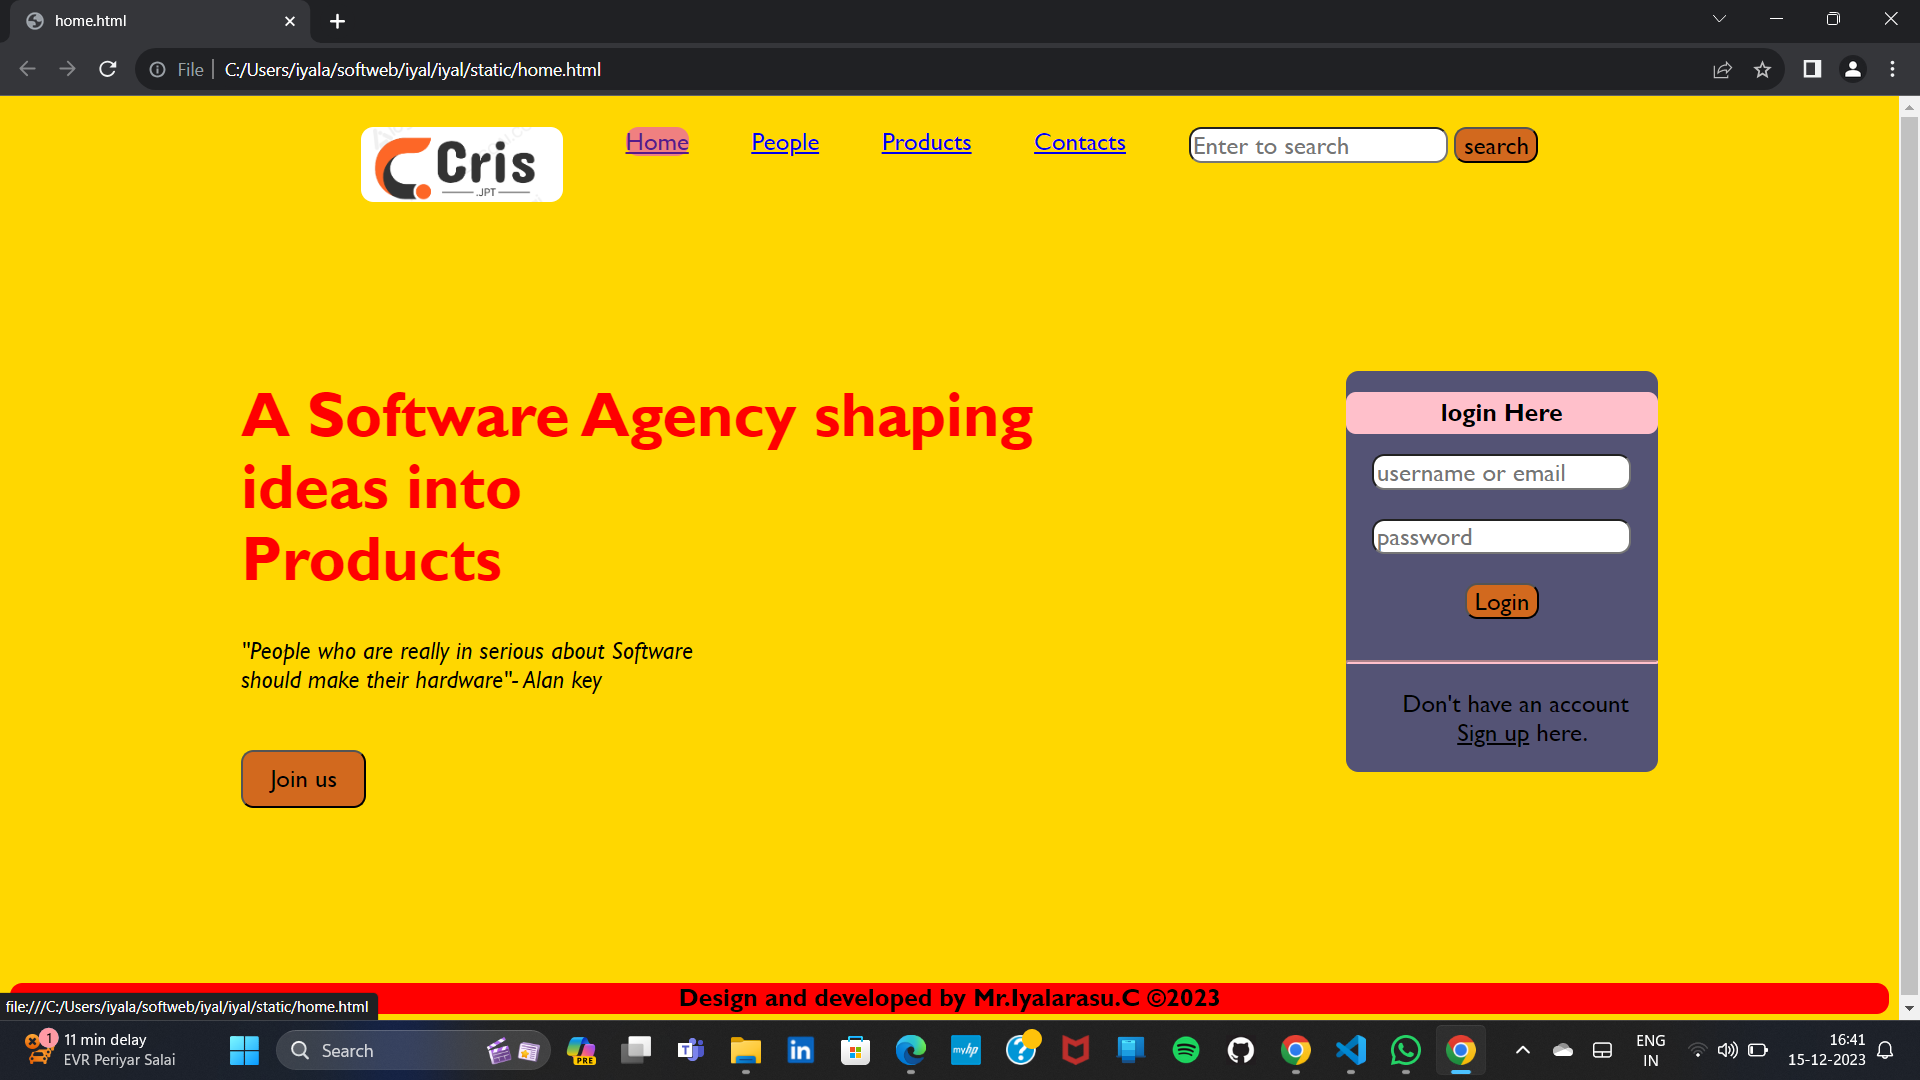 home.html
File
C:/Users/iyala/softweb/iyal/iyal/static/home.html
Cris
.JPT
Home
People
Products
Contacts
Enter to search
search
A Software Agency shaping
ideas into
Products
"People who are really in serious about Software
should make their hardware"- Alan key
Join us
login Here
username or email
password
Login
Don't have an account
Sign up here.
Design and developed by Mr.Iyalarasu.C ©2023
file:///C:/Users/iyala/softweb/iyal/iyal/static/home.html
1
11 min delay
EVR Periyar Salai
Search
PRE
myhp
ENG
IN
16:41
15-12-2023